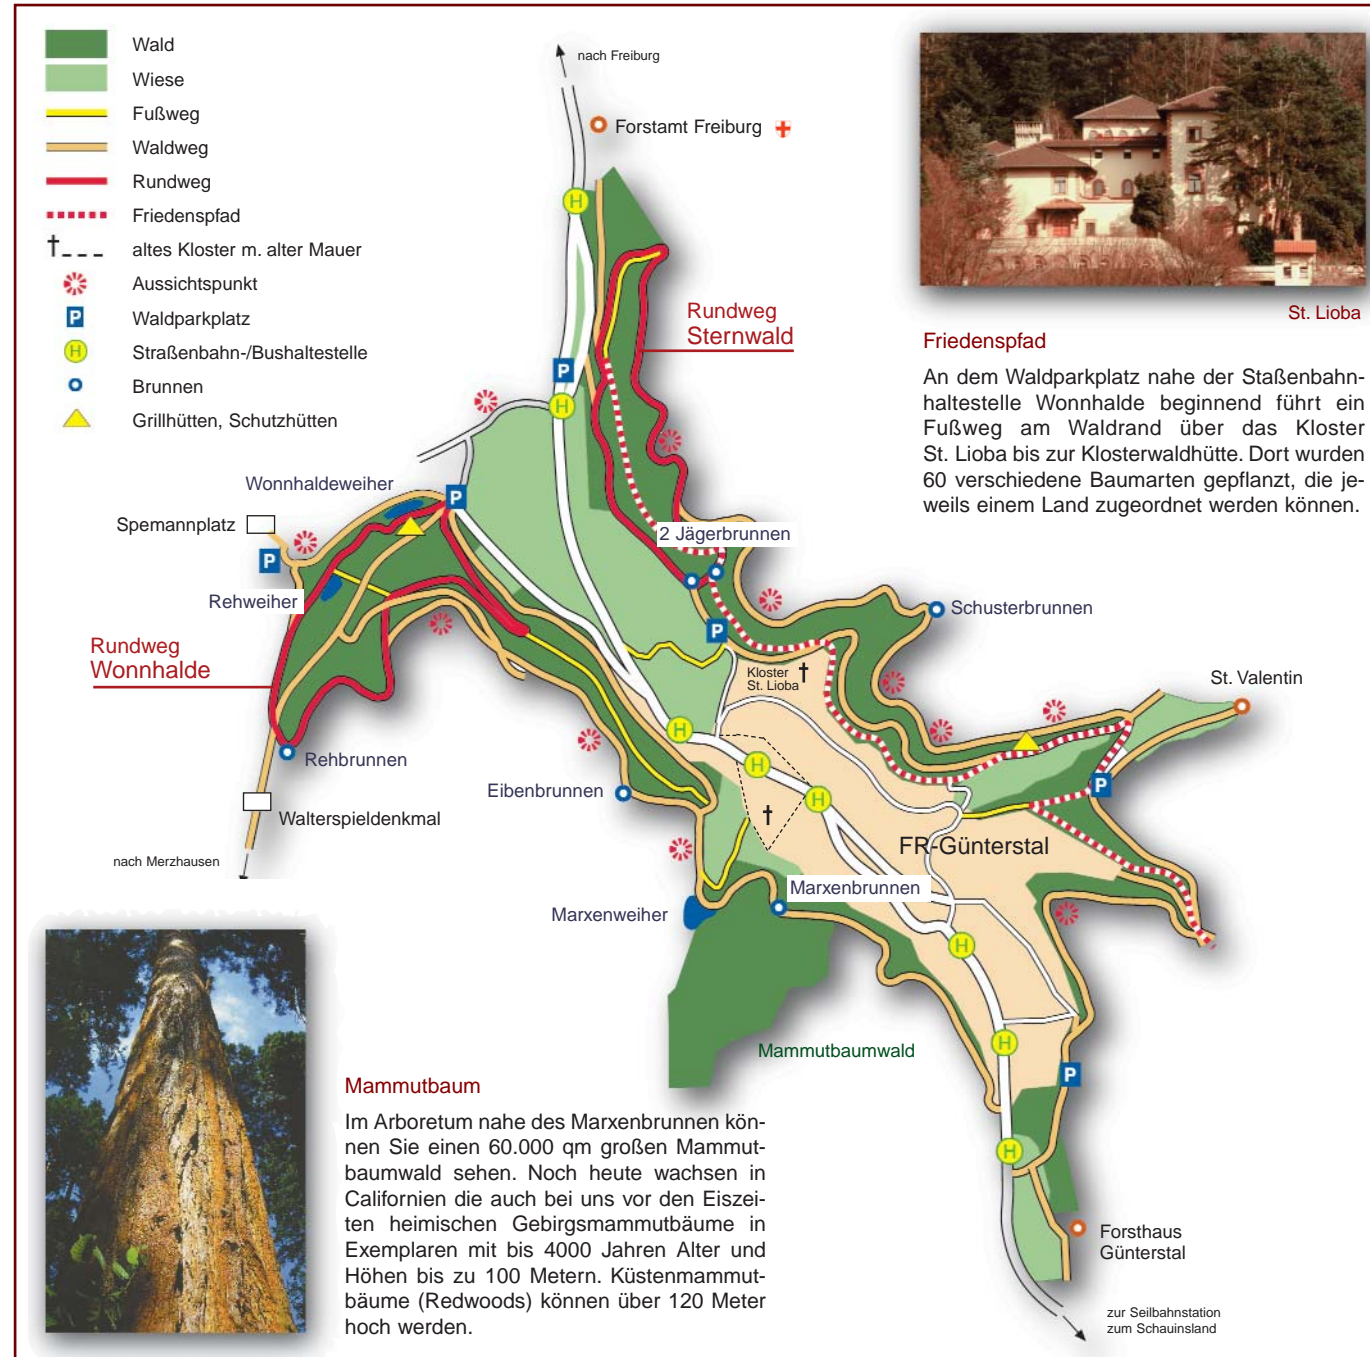 Wald
Wiese
Fußweg
Waldweg
Rundweg
Friedenspfad
altes Kloster m. alter Mauer
Aussichtspunkt
P
Waldparkplatz
H
Straßenbahn-/Bushaltestelle
Brunnen
Grillhütten, Schutzhütten
nach Freiburg
Forstamt Freiburg
H
Rundweg
Sternwald
P
H
St. Lioba
Friedenspfad
An dem Waldparkplatz nahe der Staßenbahn-
haltestelle Wonnhalde beginnend führt ein
Fußweg am Waldrand über das Kloster
St. Lioba bis zur Klosterwaldhütte. Dort wurden
60 verschiedene Baumarten gepflanzt, die je-
weils einem Land zugeordnet werden können.
Wonnhaldeweiher
P
Spemannplatz
P
Rehweiher
Rundweg
Wonnhalde
2 Jägerbrunnen
Schusterbrunnen
P
Kloster
St. Lioba
St. Valentin
H
Rehbrunnen
H
Eibenbrunnen
H
P
Walterspieldenkmal
FR-Günterstal
nach Merzhausen
Marxenbrunnen
Marxenweiher
H
Mammutbaumwald
H
P
H
Forsthaus
Günterstal
zur Seilbahnstation
zum Schauinsland
Mammutbaum
Im Arboretum nahe des Marxenbrunnen kön-
nen Sie einen 60.000 qm großen Mammut-
baumwald sehen. Noch heute wachsen in
Californien die auch bei uns vor den Eiszei-
ten heimischen Gebirgsmammutbäume in
Exemplaren mit bis 4000 Jahren Alter und
Höhen bis zu 100 Metern. Küstenmammut-
bäume (Redwoods) können über 120 Meter
hoch werden.